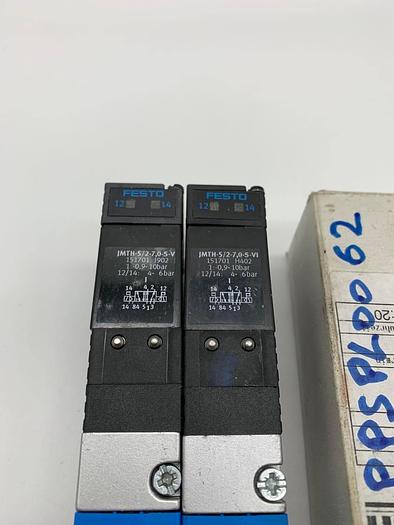 FESTO
12 14
JMTH-5/2-7,0-S-V
151701 J902
1:-0,9-10bar
12/14: 4- 6bar
14 4 2 12
14 84 5 1 3
FESTO
12 14
JMTH-5/2-7,0-S-VI
151701 H402
1:-0,9-10bar
12/14: 4- 6bar
14 4 2 12
14 84 5 1 3